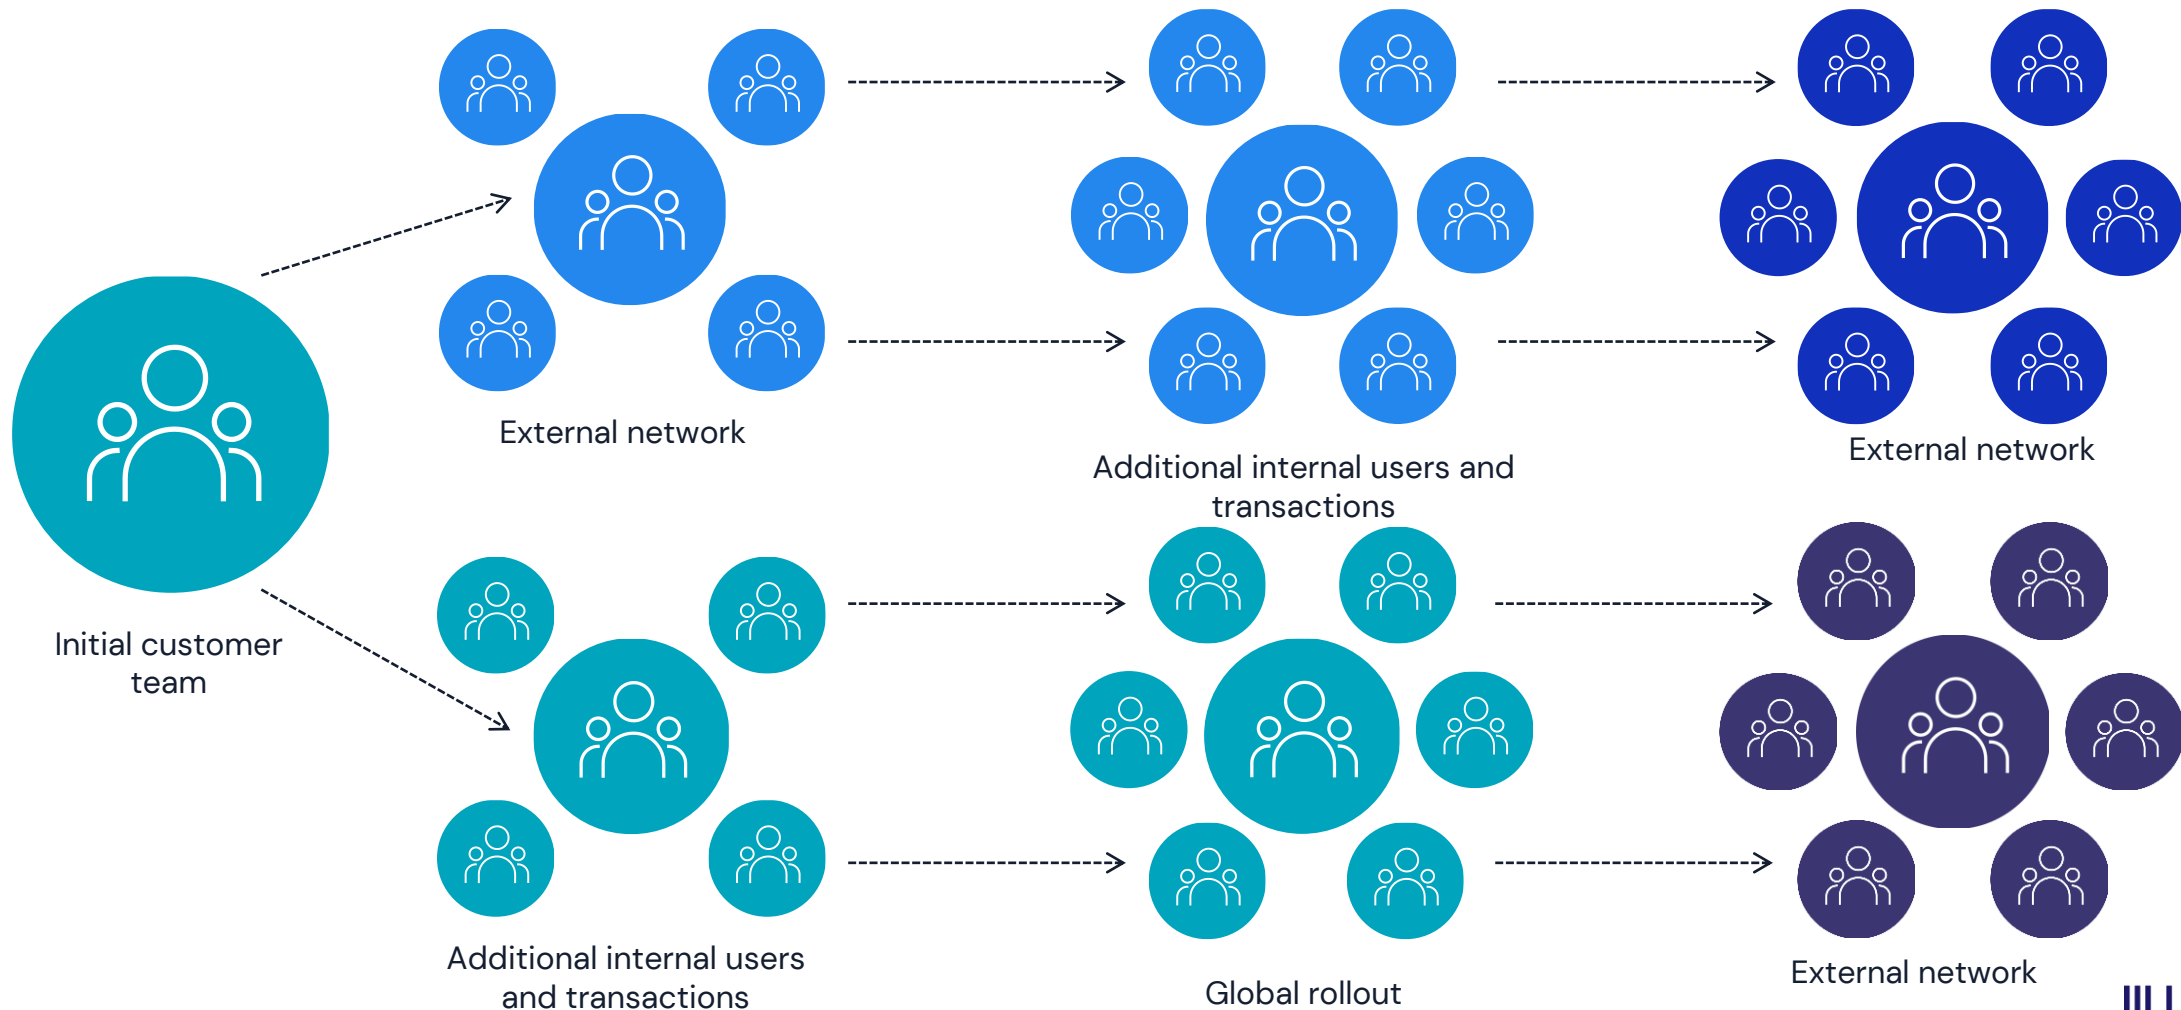 External network
Additional internal users and
transactions
External network
Initial customer
team
Additional internal users
and transactions
Global rollout
External network